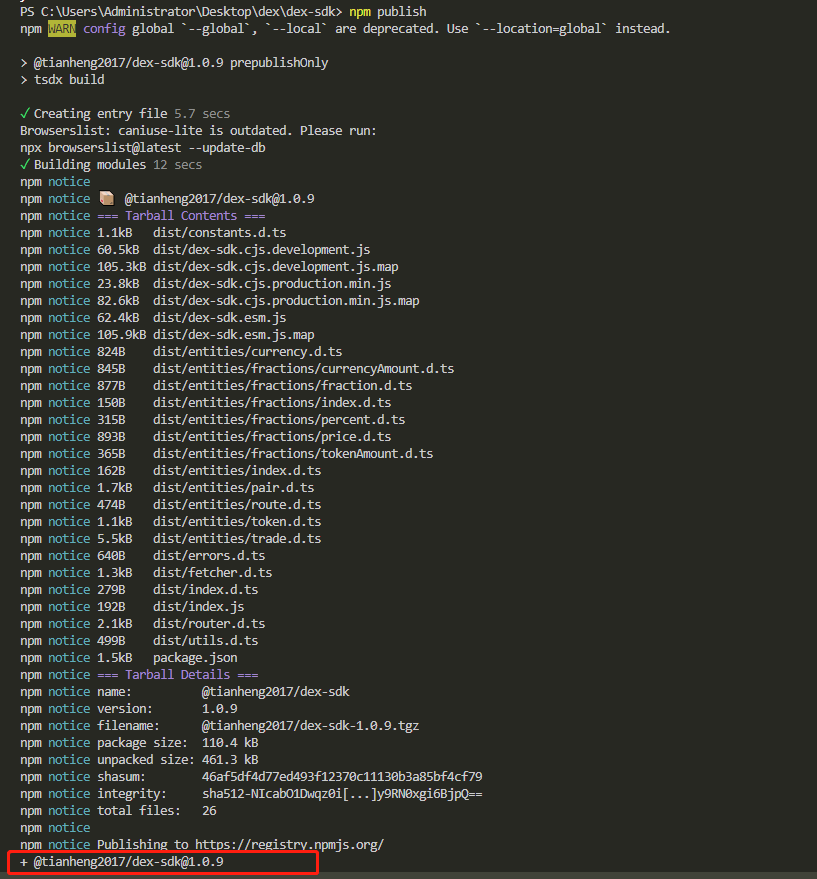 PS C:\Users\Administrator\Desktop\dex\dex-sdk> npm publish
npm WARN config global `--global`, `--local` are deprecated. Use `--location=global` instead.
> @tianheng2017/dex-sdk@1.0.9 prepublishOnly
> tsdx build
✓ Creating entry file 5.7 secs
Browserslist: caniuse-lite is outdated. Please run:
npx browserslist@latest --update-db
✓ Building modules 12 secs
npm notice
npm notice 📦 @tianheng2017/dex-sdk@1.0.9
npm notice === Tarball Contents ===
npm notice 1.1kB dist/constants.d.ts
npm notice 60.5kB dist/dex-sdk.cjs.development.js
npm notice 105.3kB dist/dex-sdk.cjs.development.js.map
npm notice 23.8kB dist/dex-sdk.cjs.production.min.js
npm notice 82.6kB dist/dex-sdk.cjs.production.min.js.map
npm notice 62.4kB dist/dex-sdk.esm.js
npm notice 105.9kB dist/dex-sdk.esm.js.map
npm notice 824B dist/entities/currency.d.ts
npm notice 845B dist/entities/fractions/currencyAmount.d.ts
npm notice 877B dist/entities/fractions/fraction.d.ts
npm notice 150B dist/entities/fractions/index.d.ts
npm notice 315B dist/entities/fractions/percent.d.ts
npm notice 893B dist/entities/fractions/price.d.ts
npm notice 365B dist/entities/fractions/tokenAmount.d.ts
npm notice 162B dist/entities/index.d.ts
npm notice 1.7kB dist/entities/pair.d.ts
npm notice 474B dist/entities/route.d.ts
npm notice 1.1kB dist/entities/token.d.ts
npm notice 5.5kB dist/entities/trade.d.ts
npm notice 640B dist/errors.d.ts
npm notice 1.3kB dist/fetcher.d.ts
npm notice 279B dist/index.d.ts
npm notice 192B dist/index.js
npm notice 2.1kB dist/router.d.ts
npm notice 499B dist/utils.d.ts
npm notice 1.5kB package.json
npm notice === Tarball Details ===
npm notice name: @tianheng2017/dex-sdk
npm notice version: 1.0.9
npm notice filename: @tianheng2017/dex-sdk-1.0.9.tgz
npm notice package size: 110.4 kB
npm notice unpacked size: 461.3 kB
npm notice shasum: 46af5df4d77ed493f12370c11130b3a85bf4cf79
npm notice integrity: sha512-NIcabO1Dwqz0i[...]y9RN0xgi6BjpQ==
npm notice total files: 26
npm notice
npm notice Publishing to https://registry.npmjs.org/
+ @tianheng2017/dex-sdk@1.0.9